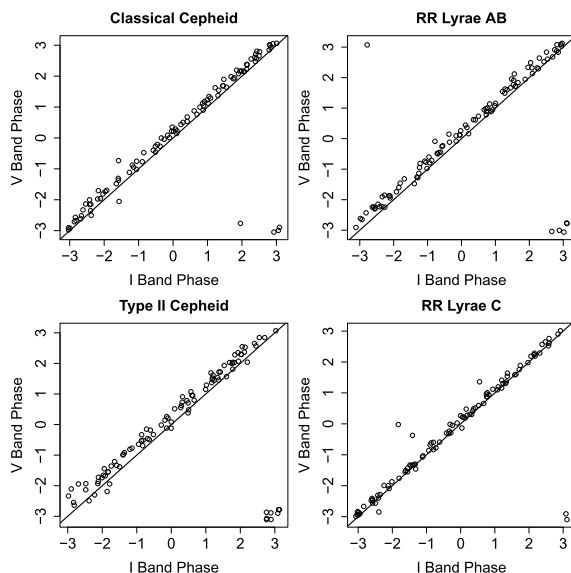 Classical Cepheid
V Band Phase
3
2
1
0
−1
−2
−3
−3 −2 −1 0 1 2 3
I Band Phase
RR Lyrae AB
V Band Phase
3
2
1
0
−1
−2
−3
−3 −2 −1 0 1 2 3
I Band Phase
Type II Cepheid
V Band Phase
3
2
1
0
−1
−2
−3
−3 −2 −1 0 1 2 3
I Band Phase
RR Lyrae C
V Band Phase
3
2
1
0
−1
−2
−3
−3 −2 −1 0 1 2 3
I Band Phase